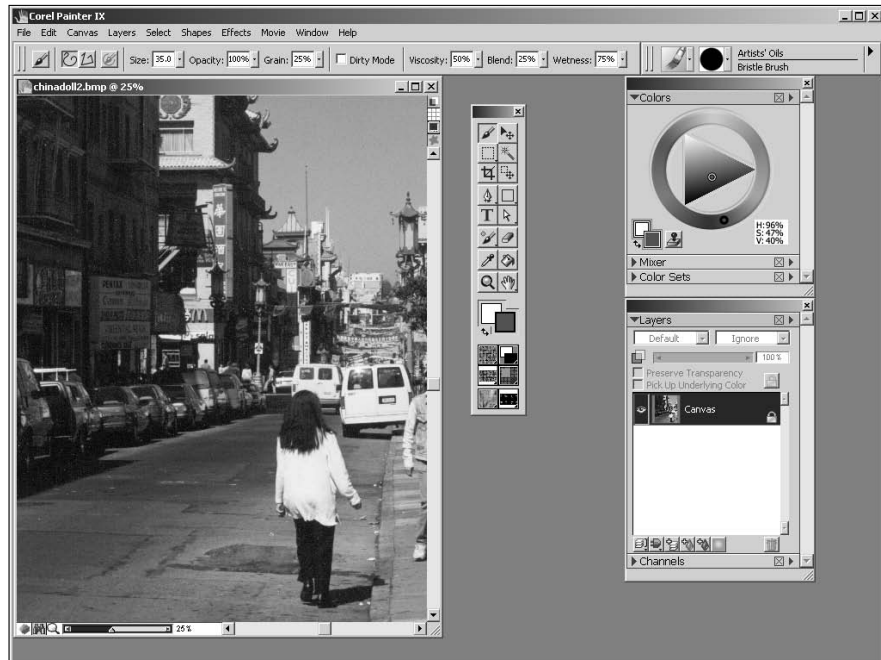 Corel Painter IX
File Edit Canvas Layers Select Shapes Effects Movie Window Help
Size: 35.0 Opacity: 100% Grain: 25% Dirty Mode Viscosity: 50% Blend: 25% Wetness: 75%
Artists' Oils
Bristle Brush
chinadoll2.bmp @ 25%
PENTAX
25%
T
Colors
H: 96%
S: 47%
V: 40%
Mixer
Color Sets
Layers
Default Ignore
100%
Preserve Transparency
Pick Up Underlying Color
Canvas
Channels